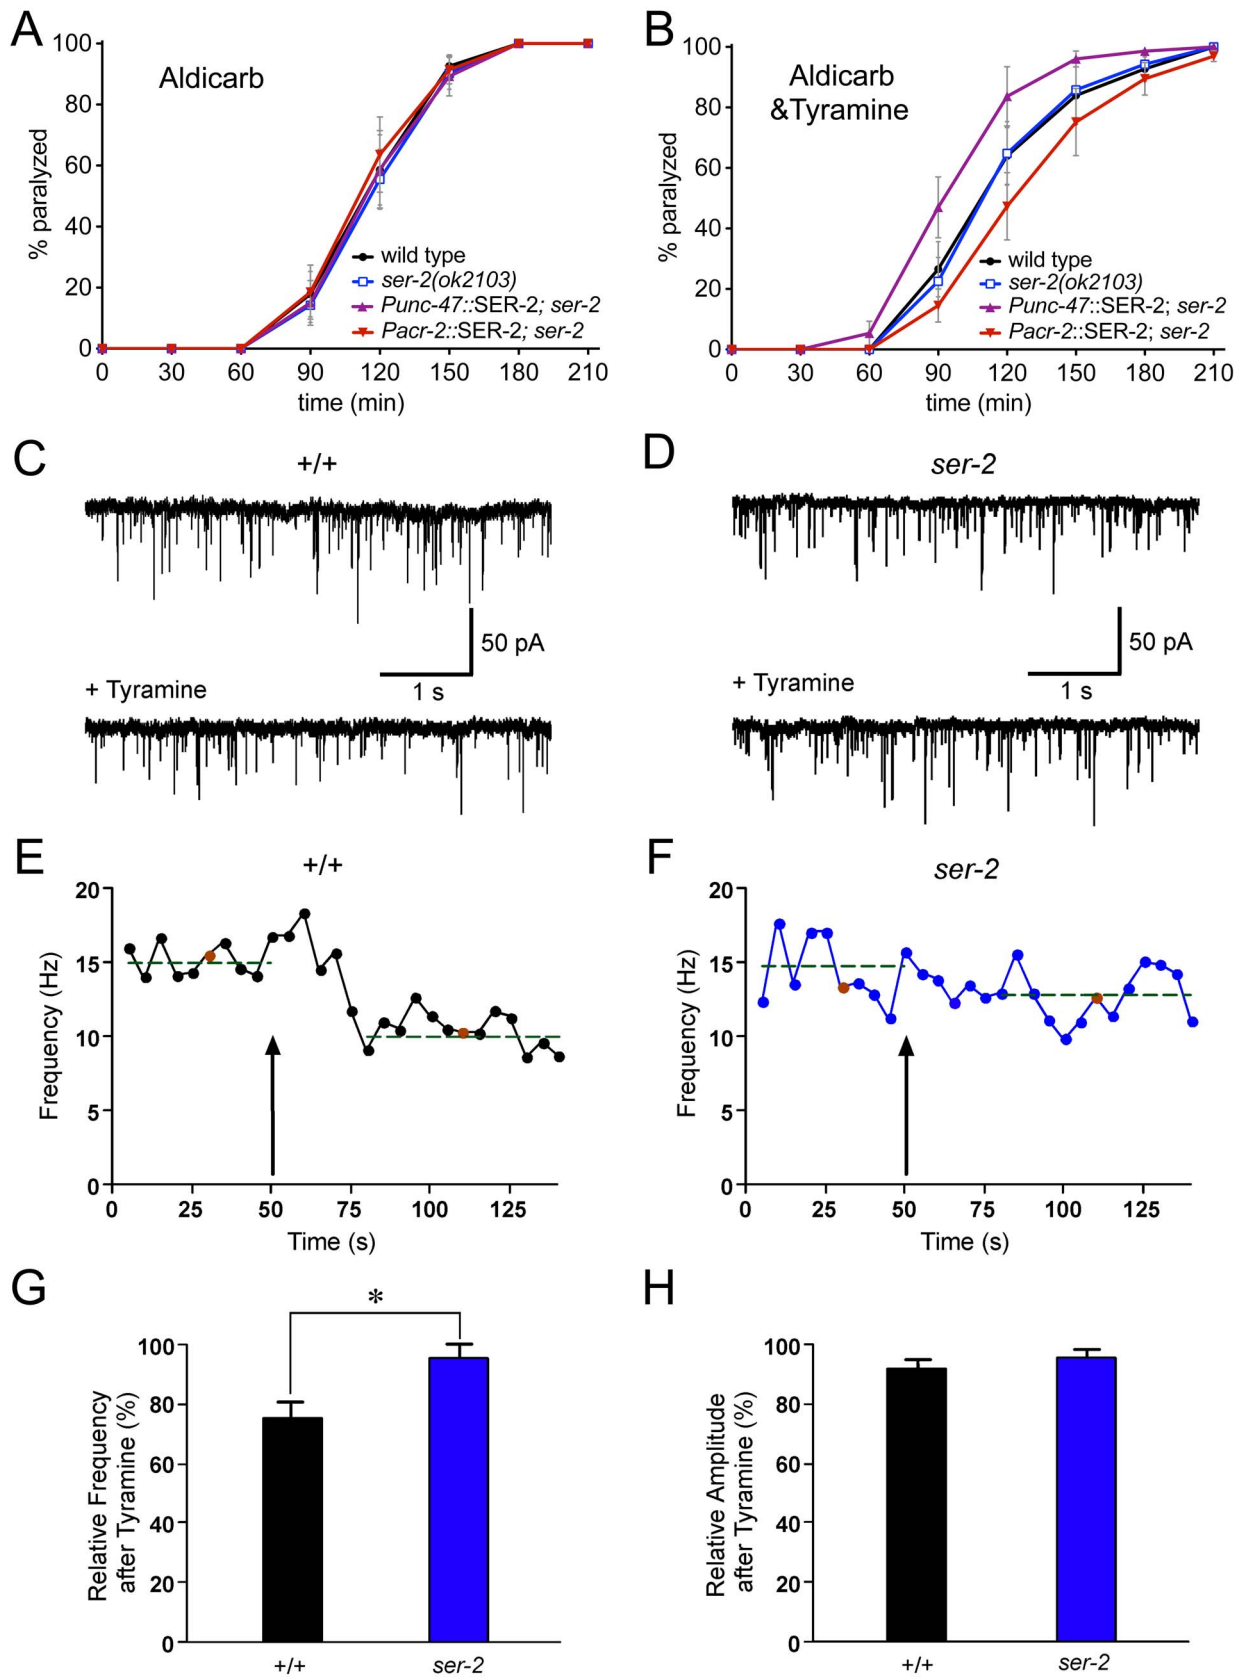 A
Aldicarb
% paralyzed
100
80
60
40
20
0
wild type
ser-2(ok2103)
Punc-47::SER-2; ser-2
Pacr-2::SER-2; ser-2
0 30 60 90 120 150 180 210
time (min)
B
Aldicarb
&Tyramine
% paralyzed
100
80
60
40
20
0
wild type
ser-2(ok2103)
Punc-47::SER-2; ser-2
Pacr-2::SER-2; ser-2
0 30 60 90 120 150 180 210
time (min)
C
+/+
50 pA
1 s
+ Tyramine
D
ser-2
50 pA
1 s
+ Tyramine
E
+/+
Frequency (Hz)
20
15
10
5
0
0 25 50 75 100 125
Time (s)
F
ser-2
Frequency (Hz)
20
15
10
5
0
0 25 50 75 100 125
Time (s)
G
*
Relative Frequency
after Tyramine (%)
100
80
60
40
20
0
+/+ ser-2
H
Relative Amplitude
after Tyramine (%)
100
80
60
40
20
0
+/+ ser-2